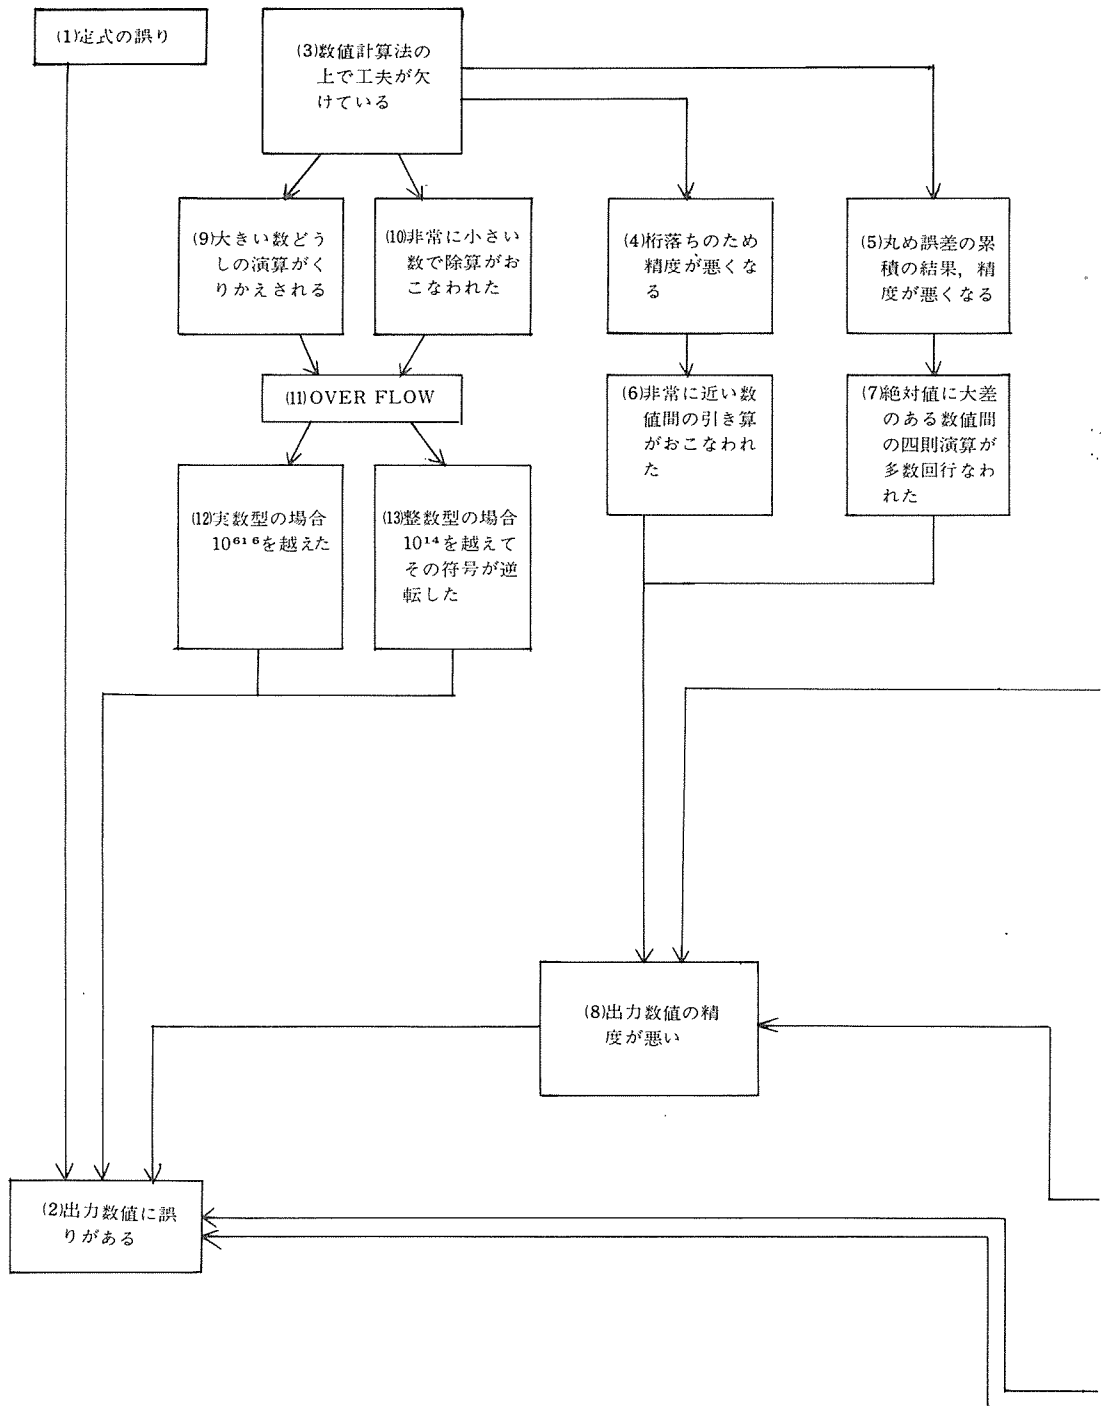 (1)定式の誤り
(3)数値計算法の
上で工夫が欠
けている
(9)大きい数どう
しの演算がく
りかえされる
(10)非常に小さい
数で除算がお
こなわれた
(4)桁落ちのため
精度が悪くな
る
(5)丸め誤差の累
積の結果，精
度が悪くなる
(11)OVER FLOW
(6)非常に近い数
値間の引き算
がおこなわれ
た
(7)絶対値に大差
のある数値間
の四則演算が
多数回行なわ
れた
(12)実数型の場合
10⁶¹⁶を越えた
(13)整数型の場合
10¹⁴を越えて
その符号が逆
転した
(8)出力数値の精
度が悪い
(2)出力数値に誤
りがある